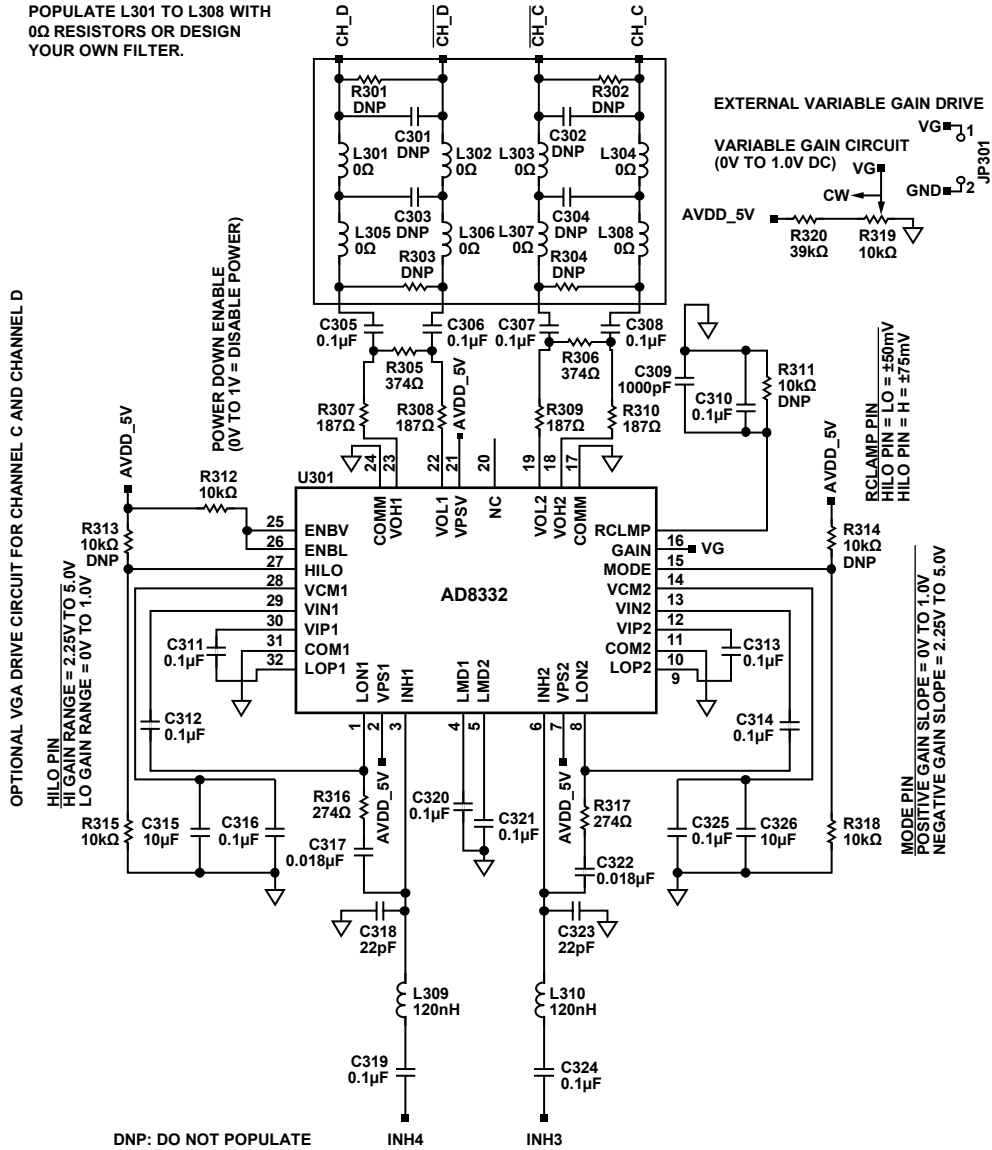 POPULATE L301 TO L308 WITH
0Ω RESISTORS OR DESIGN
YOUR OWN FILTER.
CH_D
CH_D
CH_C
CH_C
R301
DNP
R302
DNP
C301
DNP
C302
DNP
L301
0Ω
L302
0Ω
L303
0Ω
L304
0Ω
C303
DNP
C304
DNP
L305
0Ω
L306
0Ω
L307
0Ω
L308
0Ω
R303
DNP
R304
DNP
EXTERNAL VARIABLE GAIN DRIVE
VG
1
JP301
GND
2
VARIABLE GAIN CIRCUIT
(0V TO 1.0V DC)
VG
CW
AVDD_5V
R320
39kΩ
R319
10kΩ
C305
0.1µF
C306
0.1µF
C307
0.1µF
C308
0.1µF
R305
374Ω
R306
374Ω
R307
187Ω
R308
187Ω
AVDD_5V
R309
187Ω
R310
187Ω
C309
1000pF
C310
0.1µF
R311
10kΩ
DNP
RCLAMP PIN
HILO PIN = LO = ±50mV
HILO PIN = H = ±75mV
OPTIONAL VGA DRIVE CIRCUIT FOR CHANNEL C AND CHANNEL D
POWER DOWN ENABLE
(0V TO 1V = DISABLE POWER)
AVDD_5V
R312
10kΩ
R313
10kΩ
DNP
AVDD_5V
R314
10kΩ
DNP
U301
24
23
22
21
20
19
18
17
COMM
VOH1
VOL1
VPSV
NC
VOL2
VOH2
COMM
AD8332
25
ENBV
26
ENBL
27
HILO
28
VCM1
29
VIN1
30
VIP1
31
COM1
32
LOP1
RCLMP
GAIN
16
VG
MODE
15
VCM2
14
VIN2
13
VIP2
12
COM2
11
LOP2
10
9
LON1
VPS1
INH1
LMD1
LMD2
INH2
VPS2
LON2
1
2
3
4
5
6
7
8
HILO PIN
HI GAIN RANGE = 2.25V TO 5.0V
LO GAIN RANGE = 0V TO 1.0V
MODE PIN
POSITIVE GAIN SLOPE = 0V TO 1.0V
NEGATIVE GAIN SLOPE = 2.25V TO 5.0V
C311
0.1µF
C313
0.1µF
C312
0.1µF
C314
0.1µF
AVDD_5V
AVDD_5V
R315
10kΩ
C315
10µF
C316
0.1µF
R316
274Ω
C317
0.018µF
C320
0.1µF
C321
0.1µF
R317
274Ω
C322
0.018µF
C325
0.1µF
C326
10µF
R318
10kΩ
C318
22pF
C323
22pF
L309
120nH
L310
120nH
C319
0.1µF
C324
0.1µF
INH4
INH3
DNP: DO NOT POPULATE